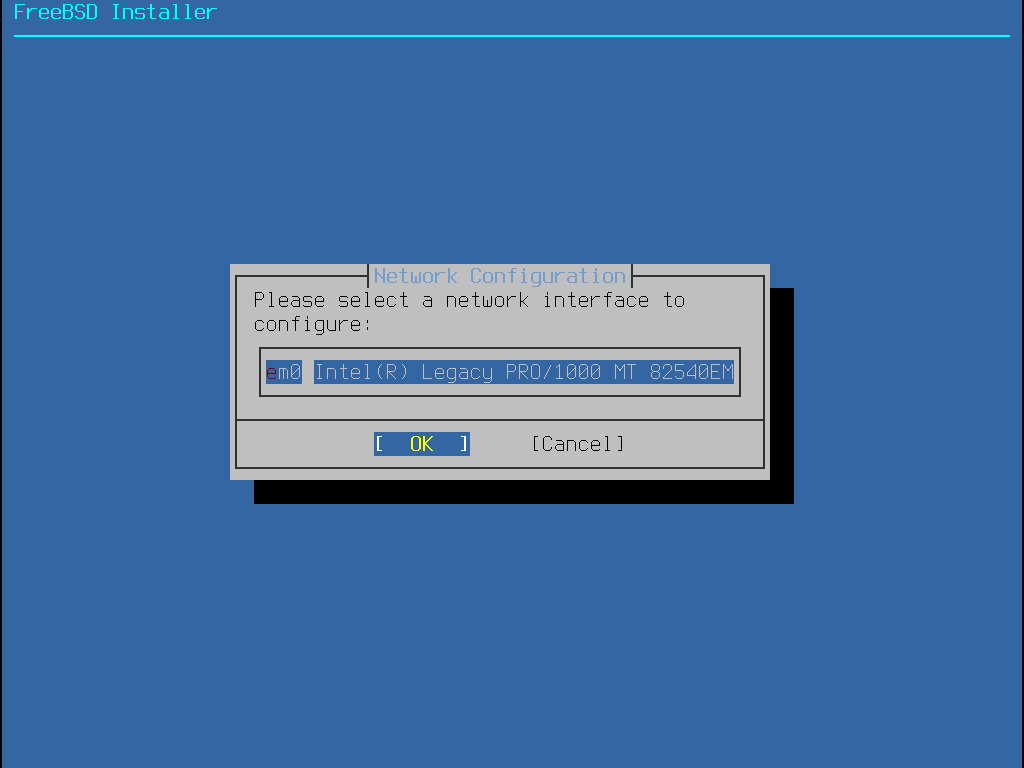 FreeBSD Installer
Network Configuration
Please select a network interface to
configure:
em0 Intel(R) Legacy PRO/1000 MT 82540EM
[ OK ] [Cancel]